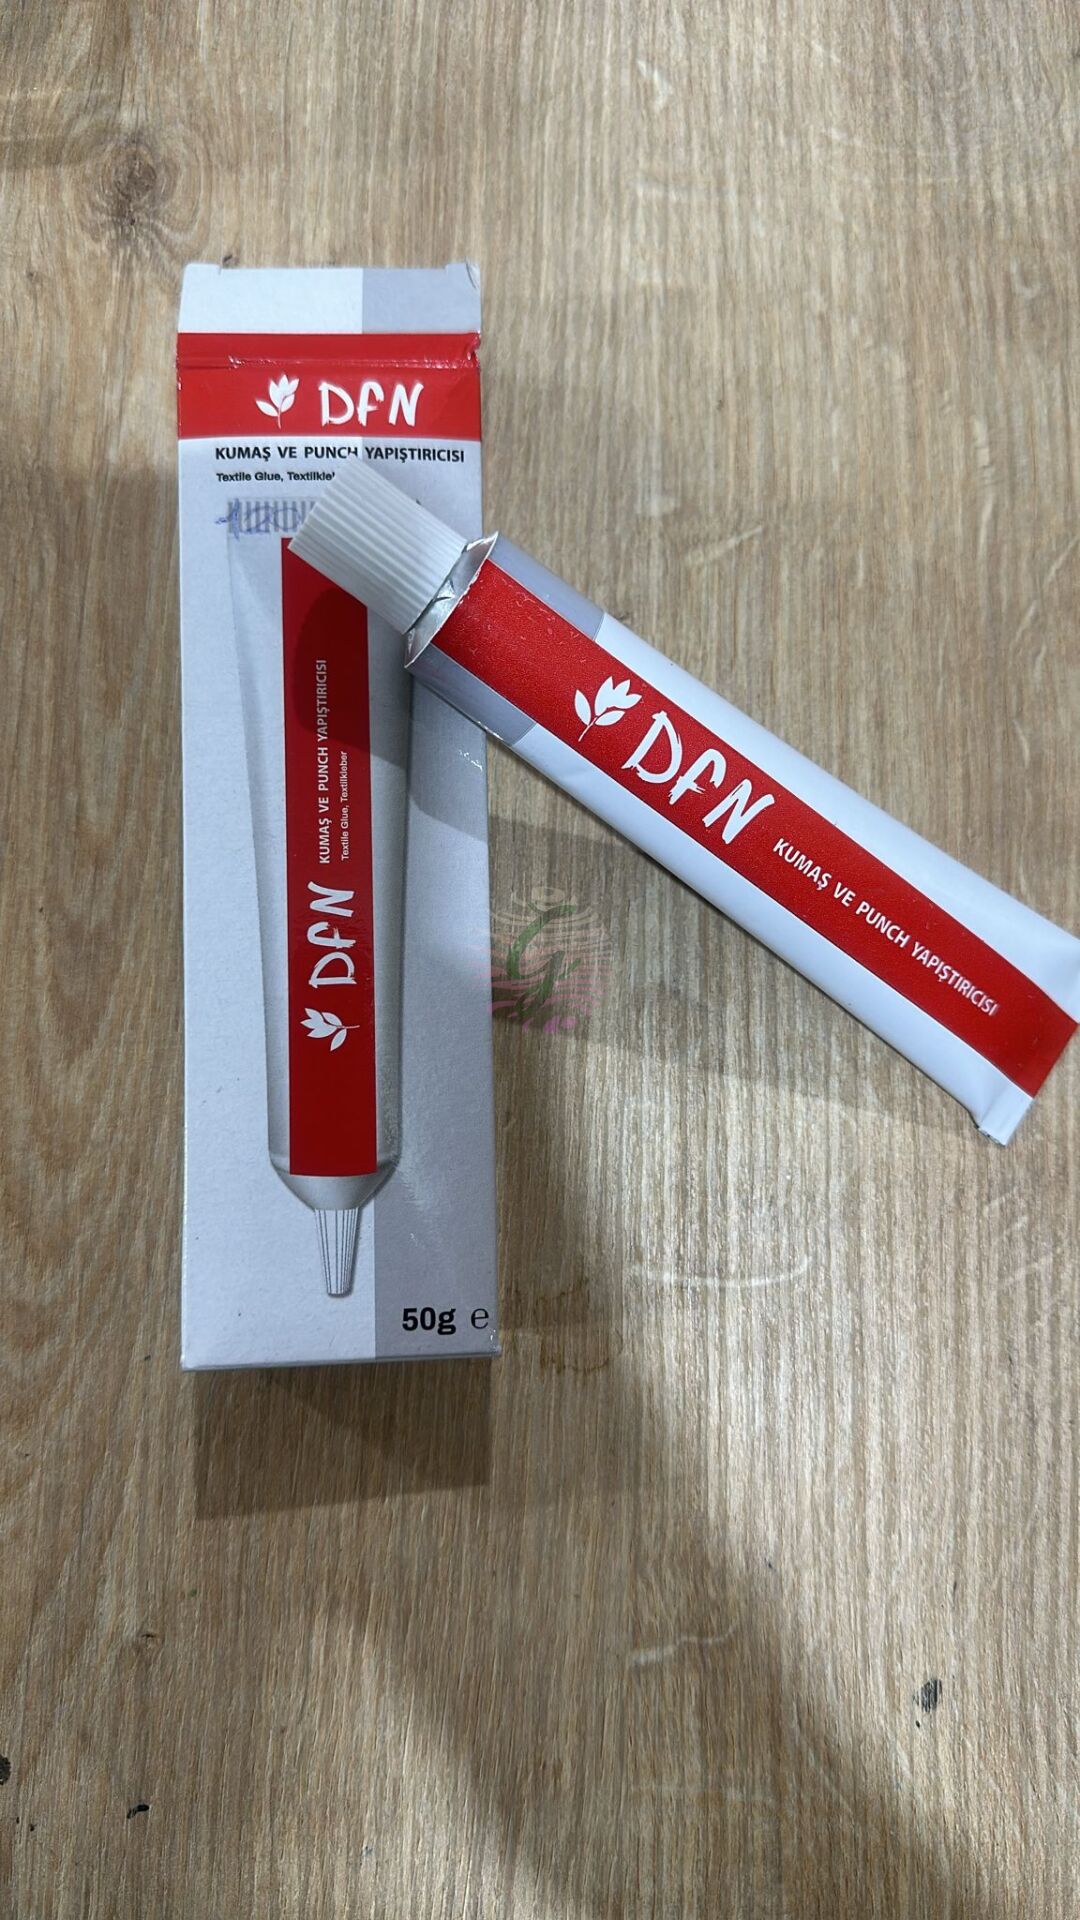 DFN
KUMAŞ VE PUNCH YAPIŞTIRICISI
Textile Glue,
DFN
KUMAŞ VE PUNCH YAPIŞTIRICISI
Textile Glue, Textilkleber
50g e
DFN
KUMAŞ VE PUNCH YAPIŞTIRICISI